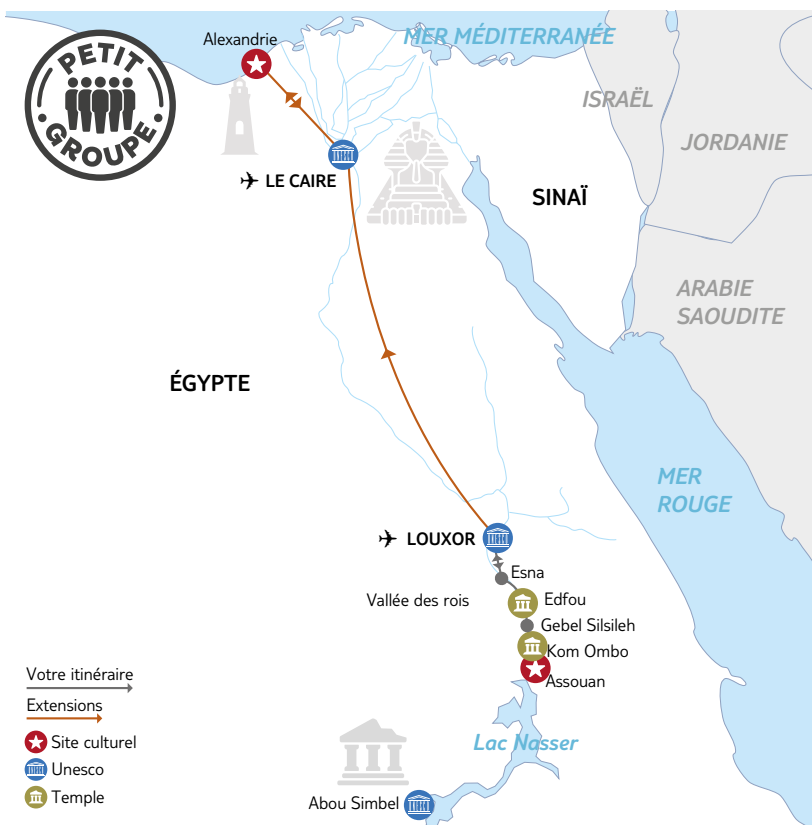 PETIT
GROUPE
Alexandrie
MER MÉDITERRANÉE
ISRAËL
JORDANIE
LE CAIRE
SINAÏ
ARABIE
SAOUDITE
ÉGYPTE
MER
ROUGE
LOUXOR
Esna
Vallée des rois
Edfou
Gebel Silsileh
Kom Ombo
Assouan
Votre itinéraire
Extensions
Site culturel
Unesco
Temple
Lac Nasser
Abou Simbel